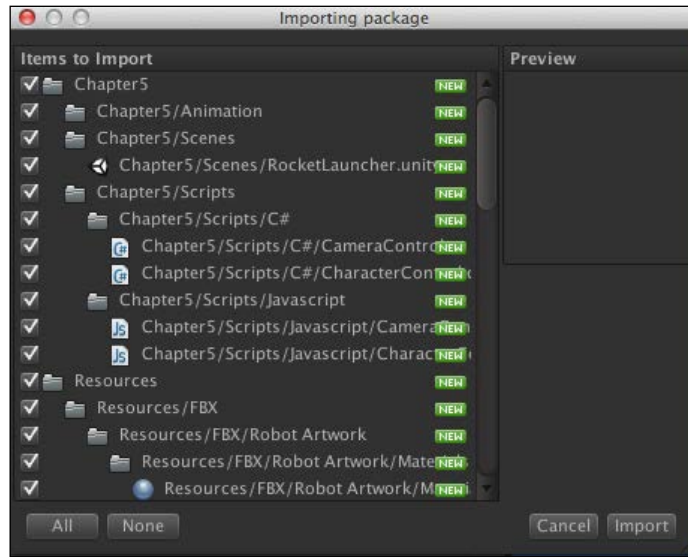 Importing package
Items to Import
Preview
Chapter5 NEW
Chapter5/Animation NEW
Chapter5/Scenes NEW
Chapter5/Scenes/RocketLauncher.unit NEW
Chapter5/Scripts NEW
Chapter5/Scripts/C# NEW
C# Chapter5/Scripts/C#/CameraContro NEW
C# Chapter5/Scripts/C#/CharacterCon NEW
Chapter5/Scripts/Javascript NEW
Js Chapter5/Scripts/Javascript/Camera NEW
Js Chapter5/Scripts/Javascript/Charac NEW
Resources NEW
Resources/FBX NEW
Resources/FBX/Robot Artwork NEW
Resources/FBX/Robot Artwork/Mate NEW
Resources/FBX/Robot Artwork/M NEW
All None Cancel Import